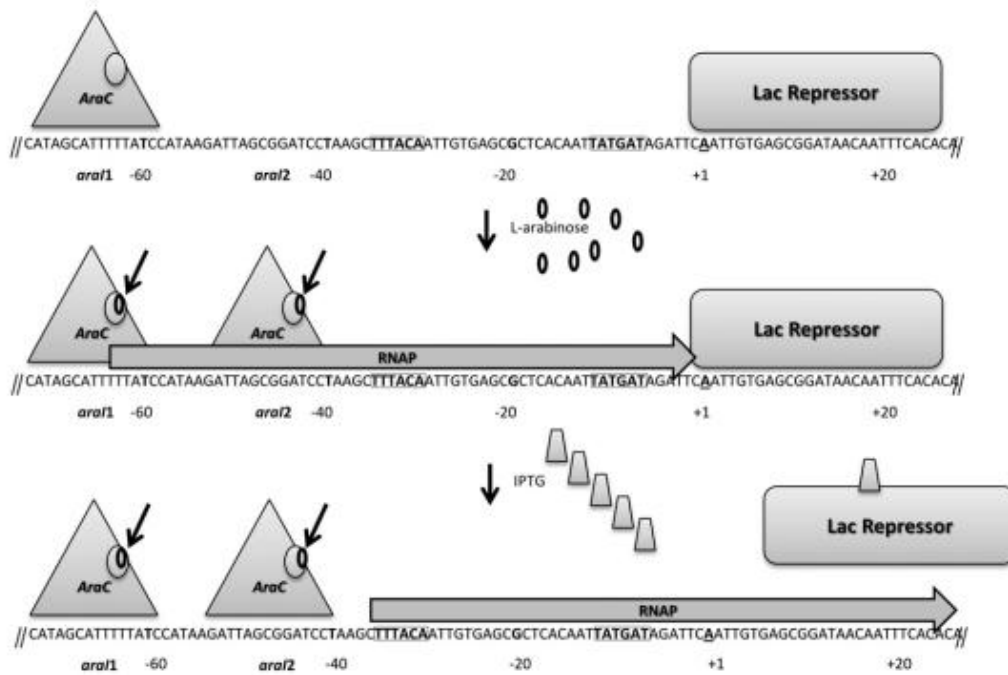 AraC
Lac Repressor
// CATAGCATTTTTATCCATAAGATTAGCGGATCCTAAGCTTTACAATTGTGAGCGCTCACAATTATGATAGATTCAATTGTGAGCGGATAACAATTTCACACA //
araI1 -60 araI2 -40 -20 +1 +20
L-arabinose
AraC AraC Lac Repressor
RNAP
// CATAGCATTTTTATCCATAAGATTAGCGGATCCTAAGCTTTACAATTGTGAGCGCTCACAATTATGATAGATTCAATTGTGAGCGGATAACAATTTCACACA //
araI1 -60 araI2 -40 -20 +1 +20
IPTG
Lac Repressor
AraC AraC
RNAP
// CATAGCATTTTTATCCATAAGATTAGCGGATCCTAAGCTTTACAATTGTGAGCGCTCACAATTATGATAGATTCAATTGTGAGCGGATAACAATTTCACACA //
araI1 -60 araI2 -40 -20 +1 +20